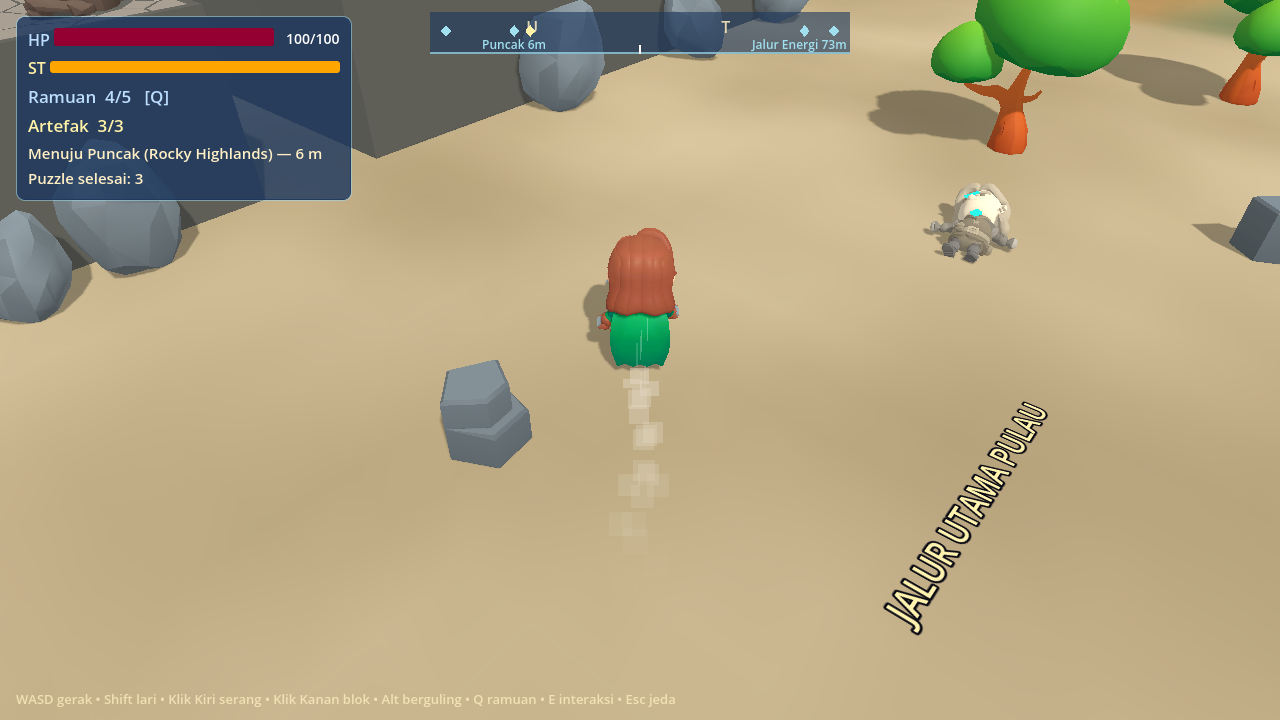 HP 100/100
ST
Ramuan 4/5 [Q]
Artefak 3/3
Menuju Puncak (Rocky Highlands) — 6 m
Puzzle selesai: 3
U T
Puncak 6m Jalur Energi 73m
JALUR UTAMA PULAU
WASD gerak • Shift lari • Klik Kiri serang • Klik Kanan blok • Alt berguling • Q ramuan • E interaksi • Esc jeda